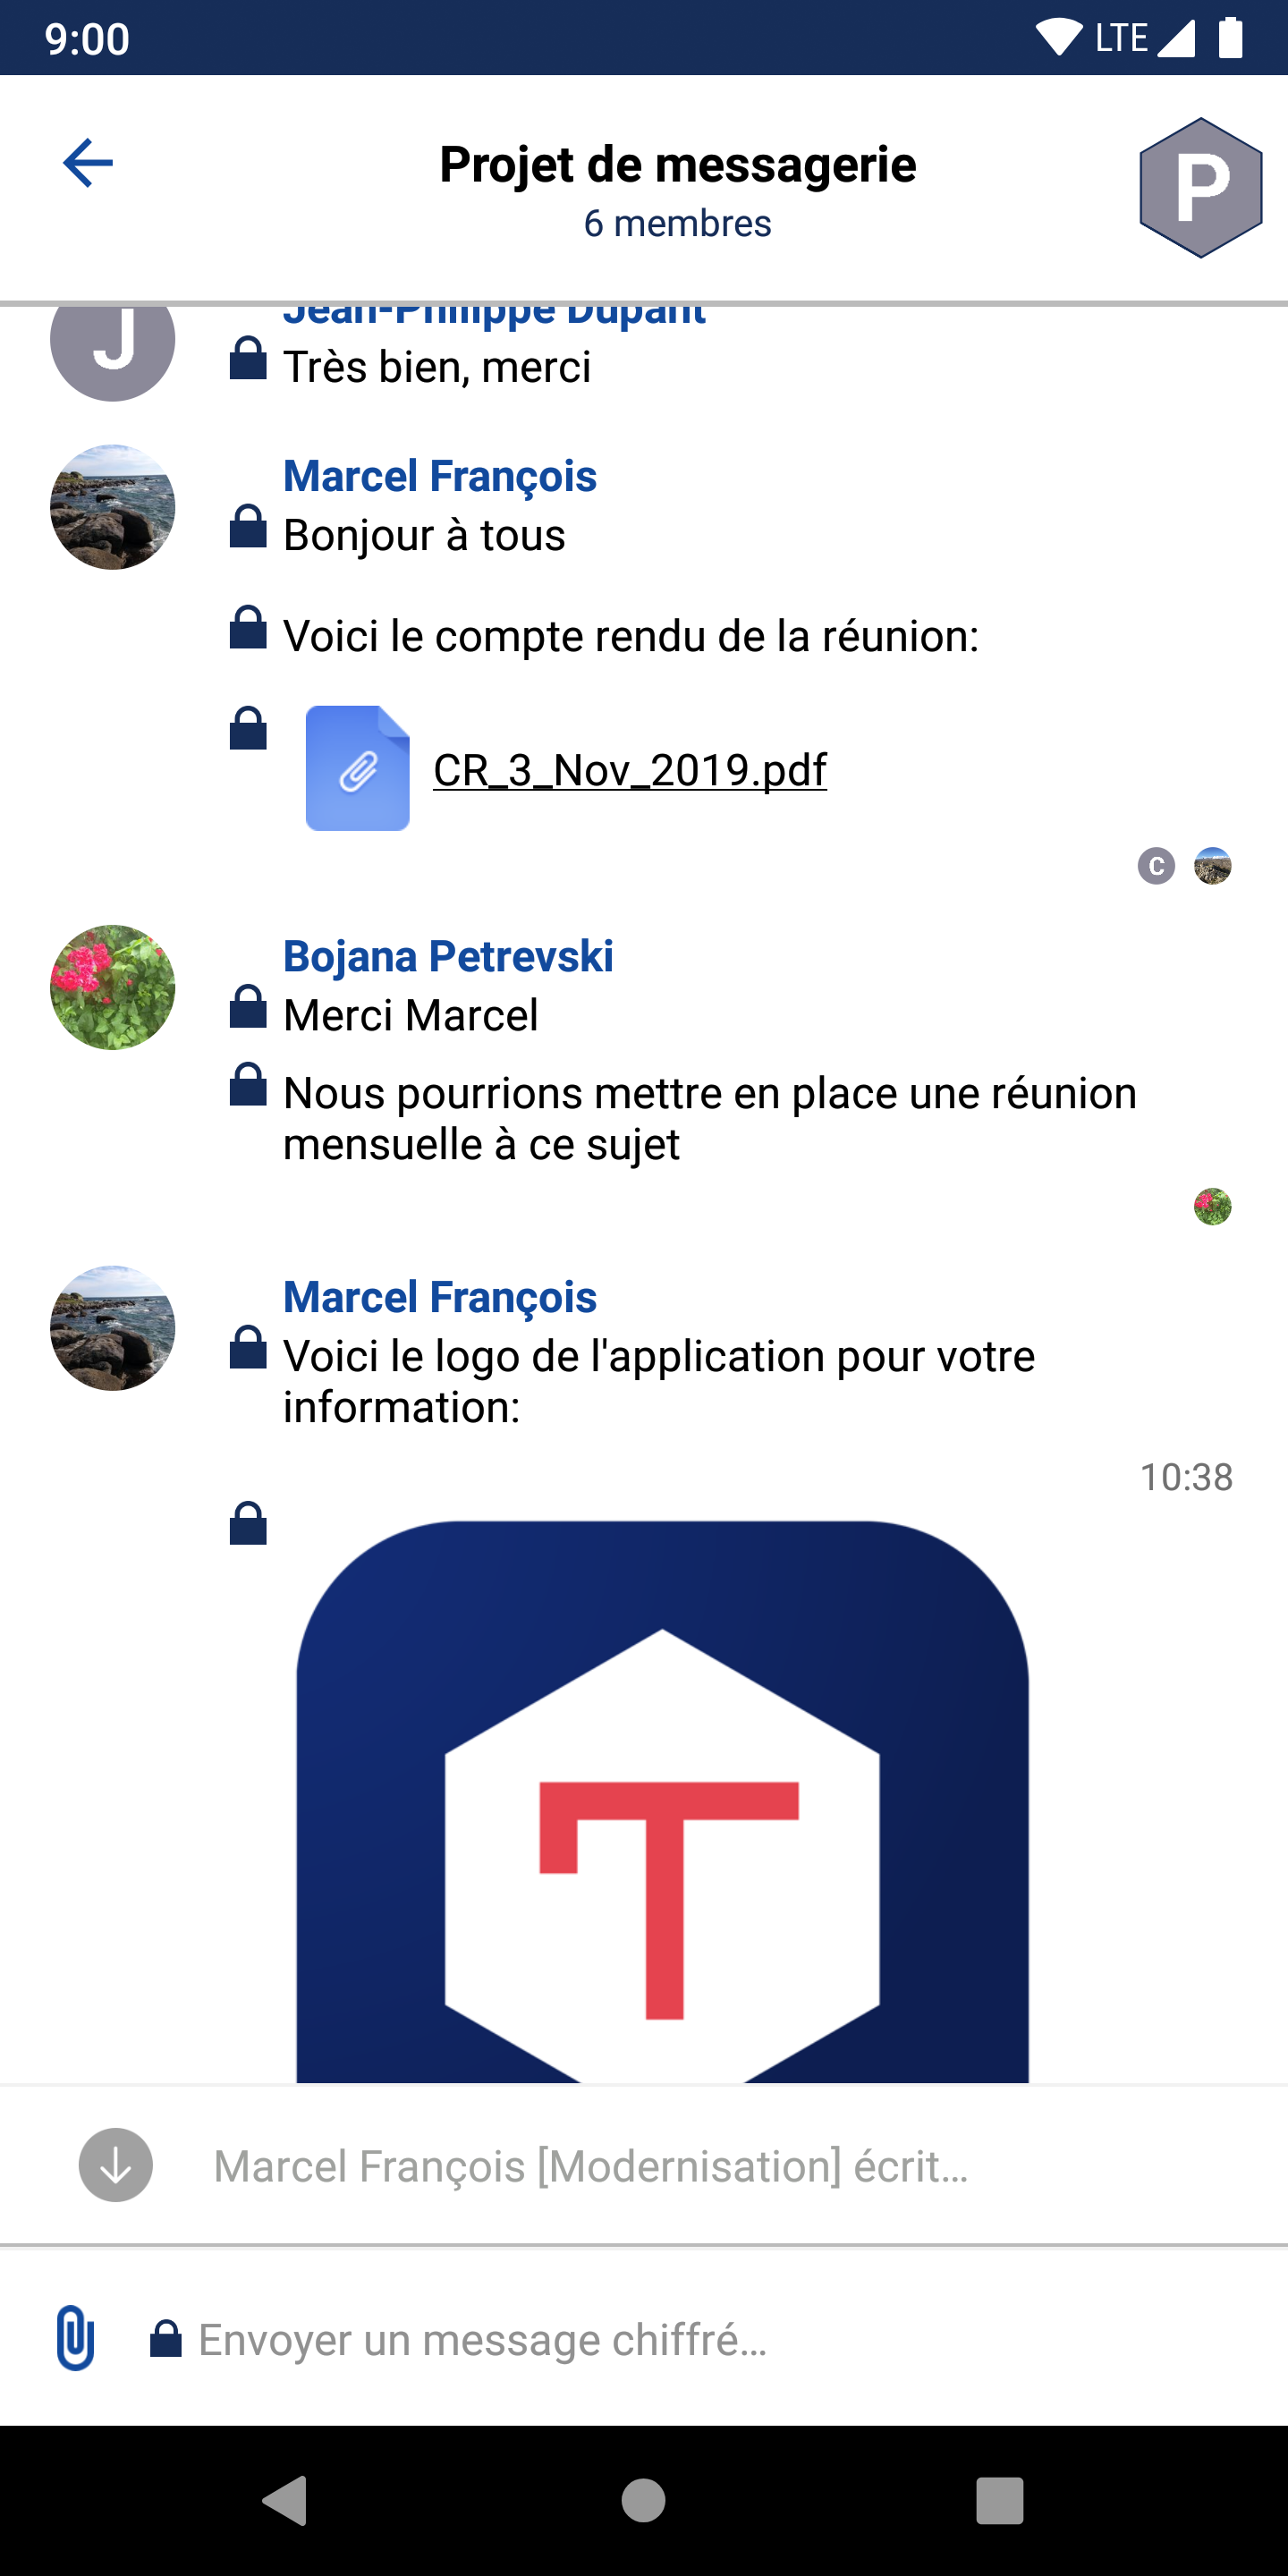 9:00
LTE
Projet de messagerie
6 membres
P
J
Jean-Philippe Dupant
Très bien, merci
Marcel François
Bonjour à tous
Voici le compte rendu de la réunion:
CR_3_Nov_2019.pdf
C
Bojana Petrevski
Merci Marcel
Nous pourrions mettre en place une réunion
mensuelle à ce sujet
Marcel François
Voici le logo de l'application pour votre
information:
10:38
T
Marcel François [Modernisation] écrit…
Envoyer un message chiffré…